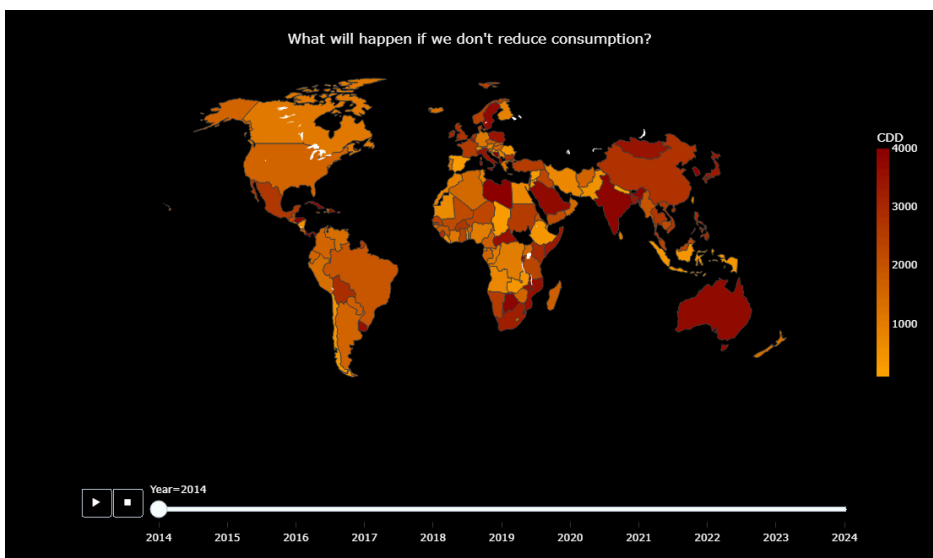 What will happen if we don't reduce consumption?
CDD
4000
3000
2000
1000
Year=2014
2014 2015 2016 2017 2018 2019 2020 2021 2022 2023 2024